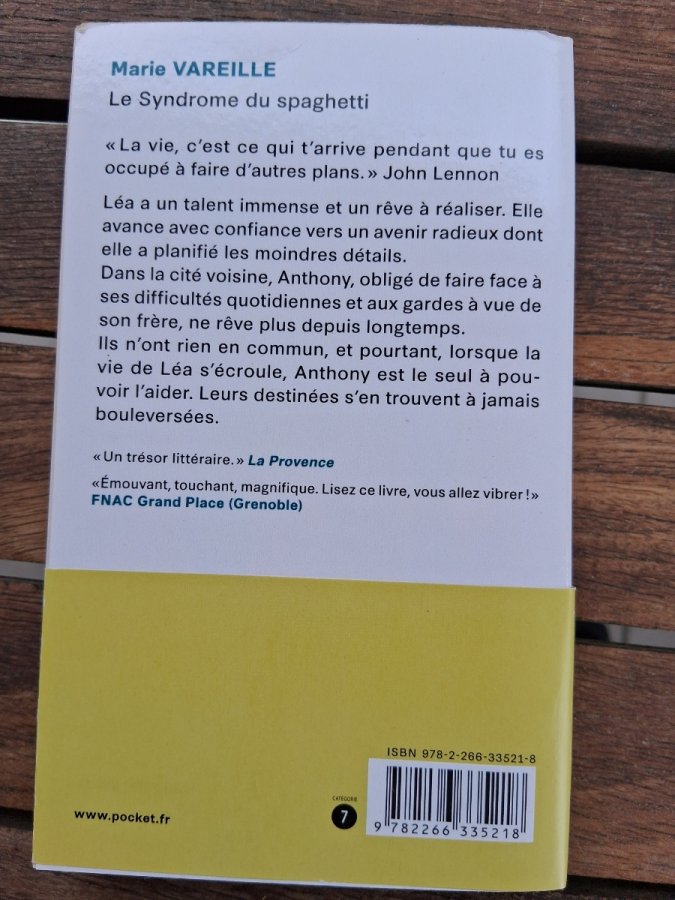 Marie VAREILLE
Le Syndrome du spaghetti
« La vie, c’est ce qui t’arrive pendant que tu es
occupé à faire d’autres plans. » John Lennon
Léa a un talent immense et un rêve à réaliser. Elle
avance avec confiance vers un avenir radieux dont
elle a planifié les moindres détails.
Dans la cité voisine, Anthony, obligé de faire face à
ses difficultés quotidiennes et aux gardes à vue de
son frère, ne rêve plus depuis longtemps.
Ils n’ont rien en commun, et pourtant, lorsque la
vie de Léa s’écroule, Anthony est le seul à pou-
voir l’aider. Leurs destinées s’en trouvent à jamais
bouleversées.
« Un trésor littéraire. » La Provence
«Émouvant, touchant, magnifique. Lisez ce livre, vous allez vibrer !»
FNAC Grand Place (Grenoble)
ISBN 978-2-266-33521-8
CATÉGORIE
7
9 782266 335218
www.pocket.fr